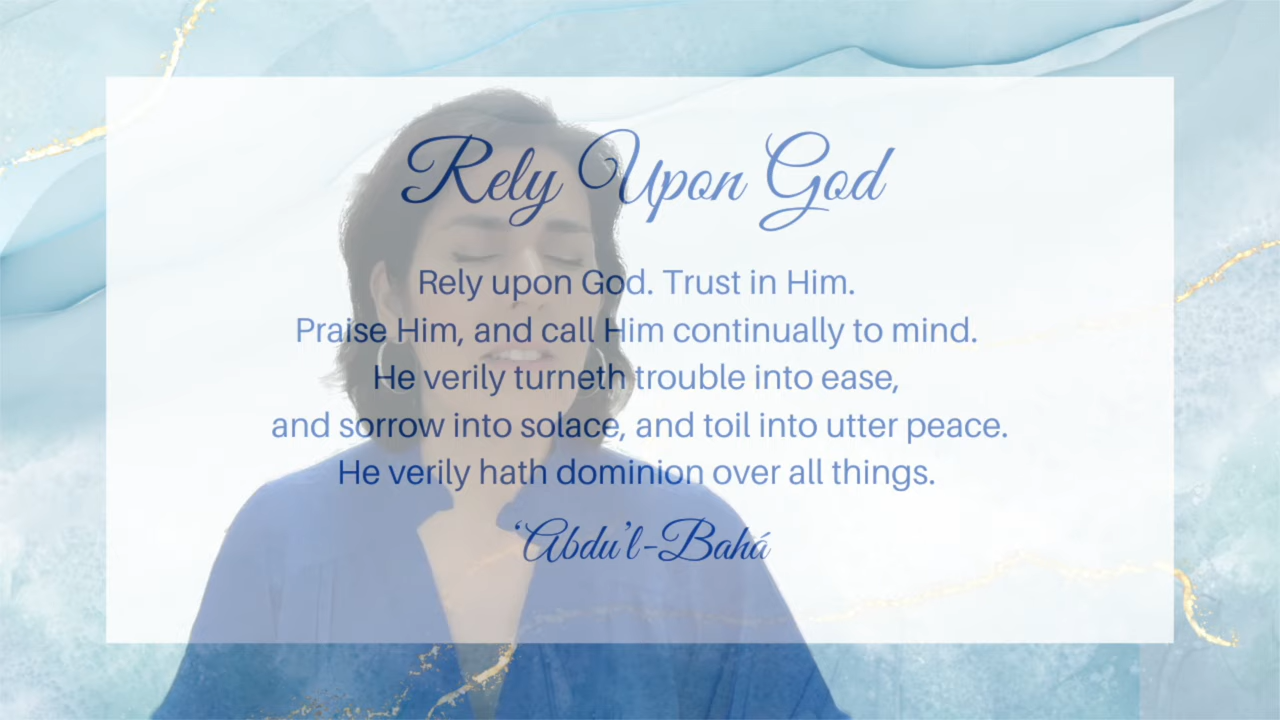 Rely Upon God
Rely upon God. Trust in Him.
Praise Him, and call Him continually to mind.
He verily turneth trouble into ease,
and sorrow into solace, and toil into utter peace.
He verily hath dominion over all things.
‘Abdu’l-Bahá